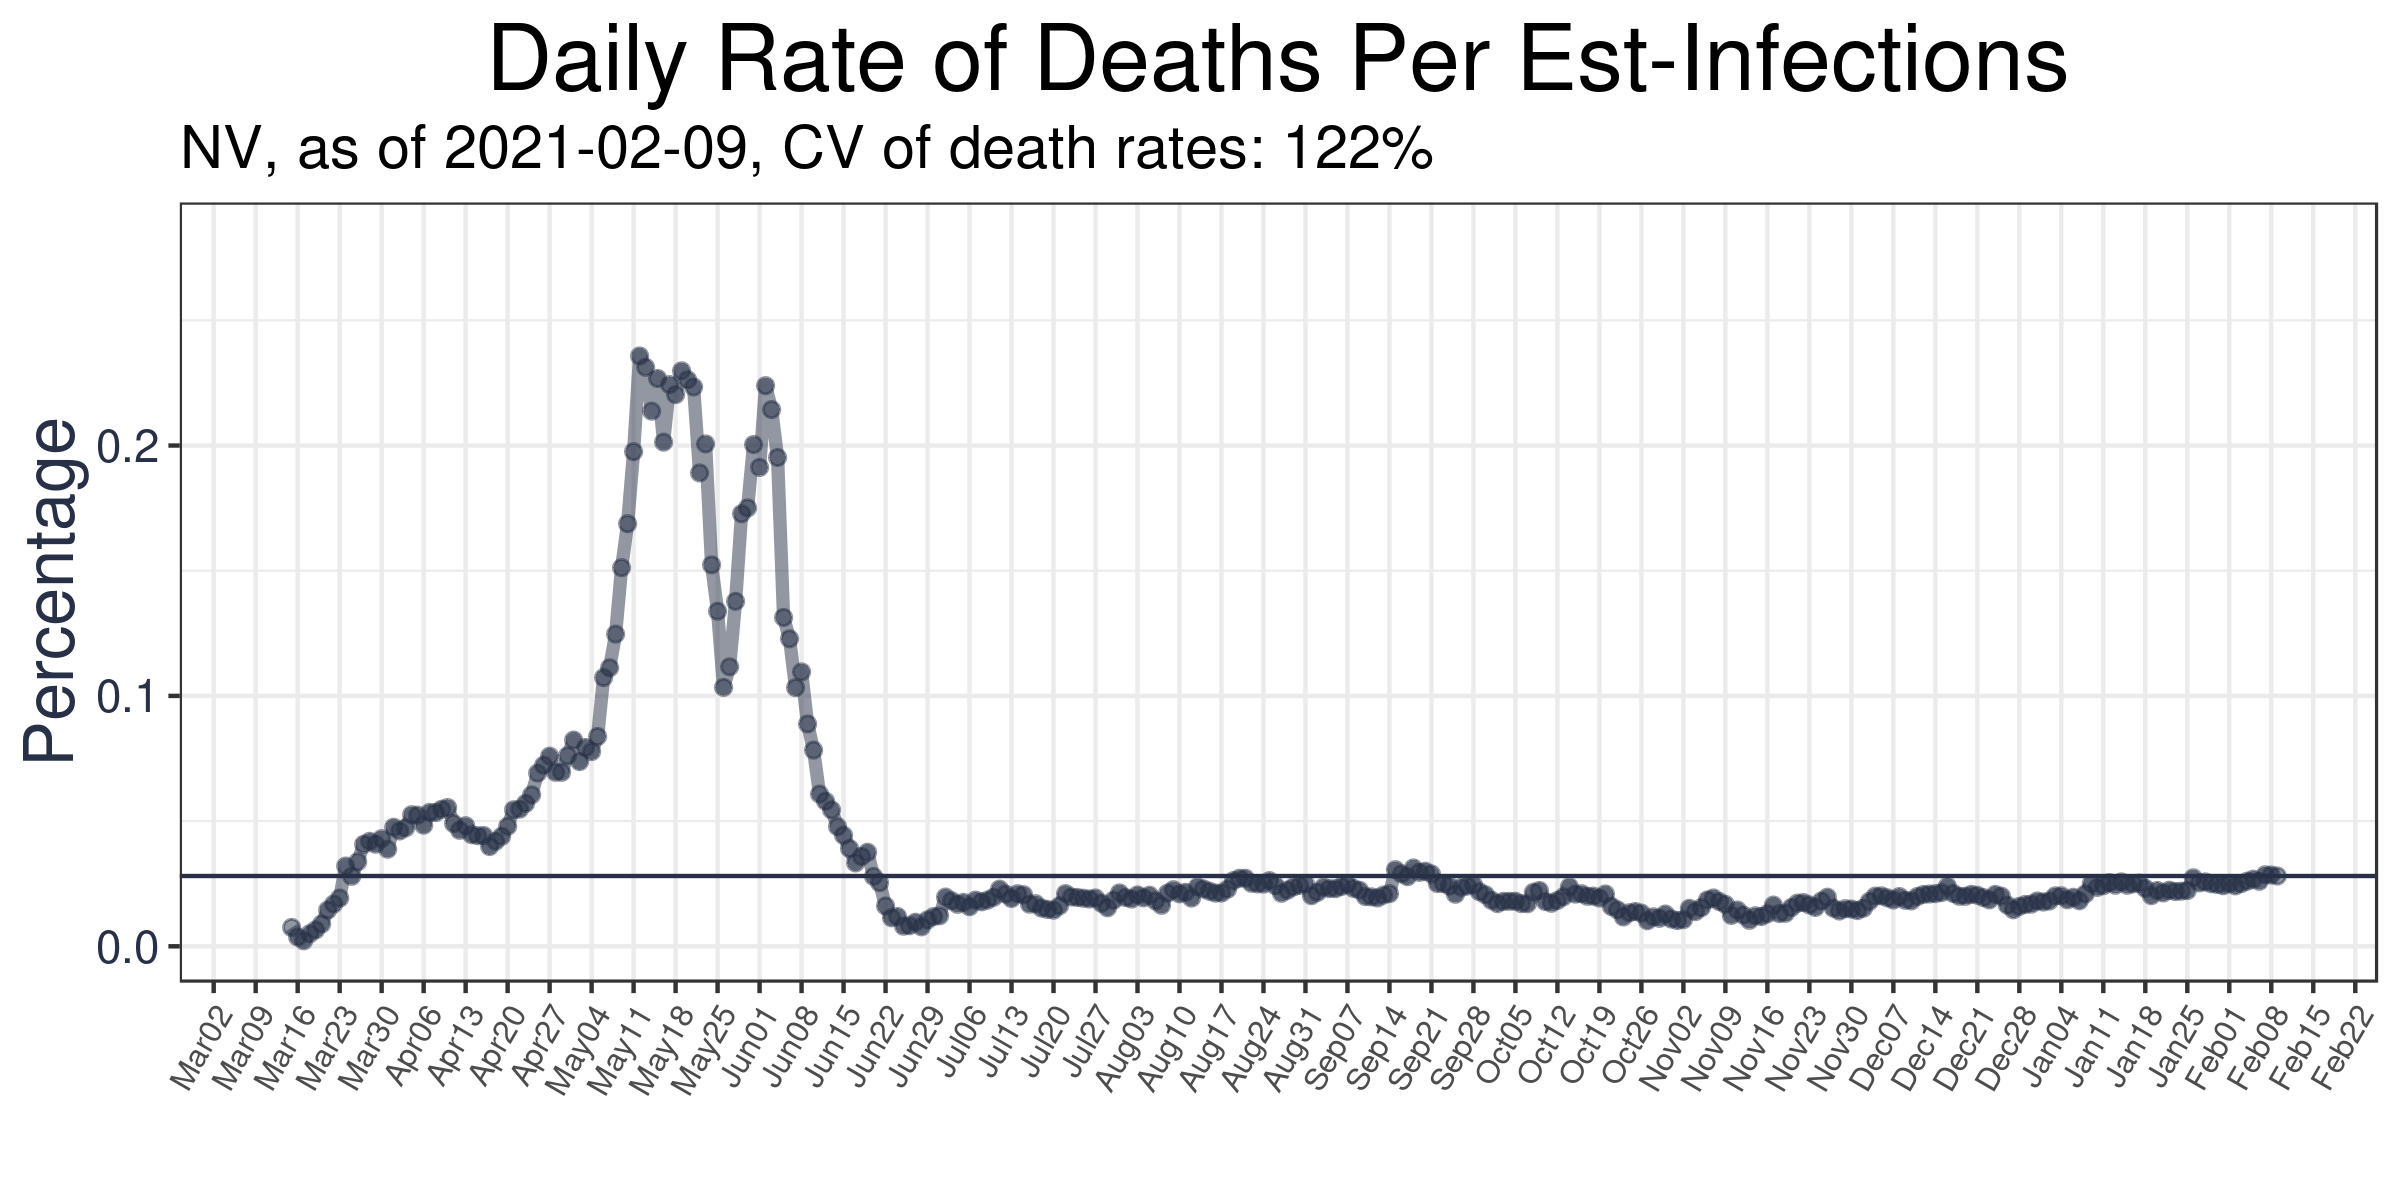 Daily Rate of Deaths Per Est-Infections
NV, as of 2021-02-09, CV of death rates: 122%
Percentage
0.2
0.1
0.0
Mar02
Mar09
Mar16
Mar23
Mar30
Apr06
Apr13
Apr20
Apr27
May04
May11
May18
May25
Jun01
Jun08
Jun15
Jun22
Jun29
Jul06
Jul13
Jul20
Jul27
Aug03
Aug10
Aug17
Aug24
Aug31
Sep07
Sep14
Sep21
Sep28
Oct05
Oct12
Oct19
Oct26
Nov02
Nov09
Nov16
Nov23
Nov30
Dec07
Dec14
Dec21
Dec28
Jan04
Jan11
Jan18
Jan25
Feb01
Feb08
Feb15
Feb22